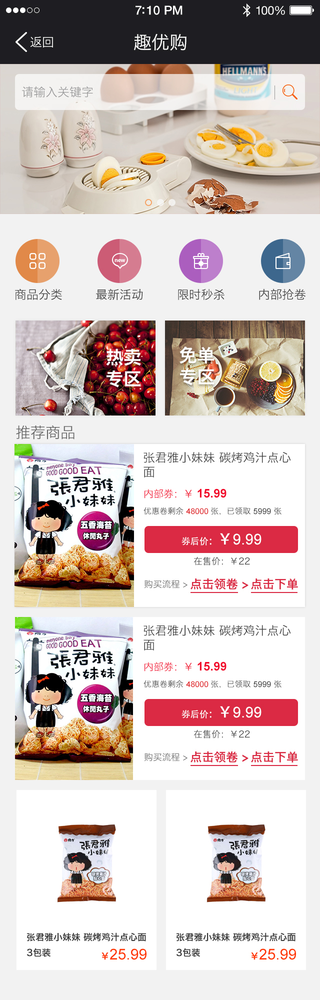 7:10 PM
100%
返回
趣优购
HELLMANN'S
LIGHT
请输入关键字
new
商品分类
最新活动
限时秒杀
内部抢卷
热卖
专区
免单
专区
推荐商品
everyone say
GOOD GOOD EAT
張君雅
小妹妹
五香海苔
休閒丸子
张君雅小妹妹 碳烤鸡汁点心
面
内部券：￥ 15.99
优惠卷剩余 48000 张，已领取 5999 张
券后价：￥9.99
在售价：￥22
购买流程 > 点击领卷 > 点击下单
everyone say
GOOD GOOD EAT
張君雅
小妹妹
五香海苔
休閒丸子
张君雅小妹妹 碳烤鸡汁点心
面
内部券：￥ 15.99
优惠卷剩余 48000 张，已领取 5999 张
券后价：￥9.99
在售价：￥22
购买流程 > 点击领卷 > 点击下单
張君雅
小妹妹
张君雅小妹妹 碳烤鸡汁点心面
3包装
¥25.99
張君雅
小妹妹
张君雅小妹妹 碳烤鸡汁点心面
3包装
¥25.99